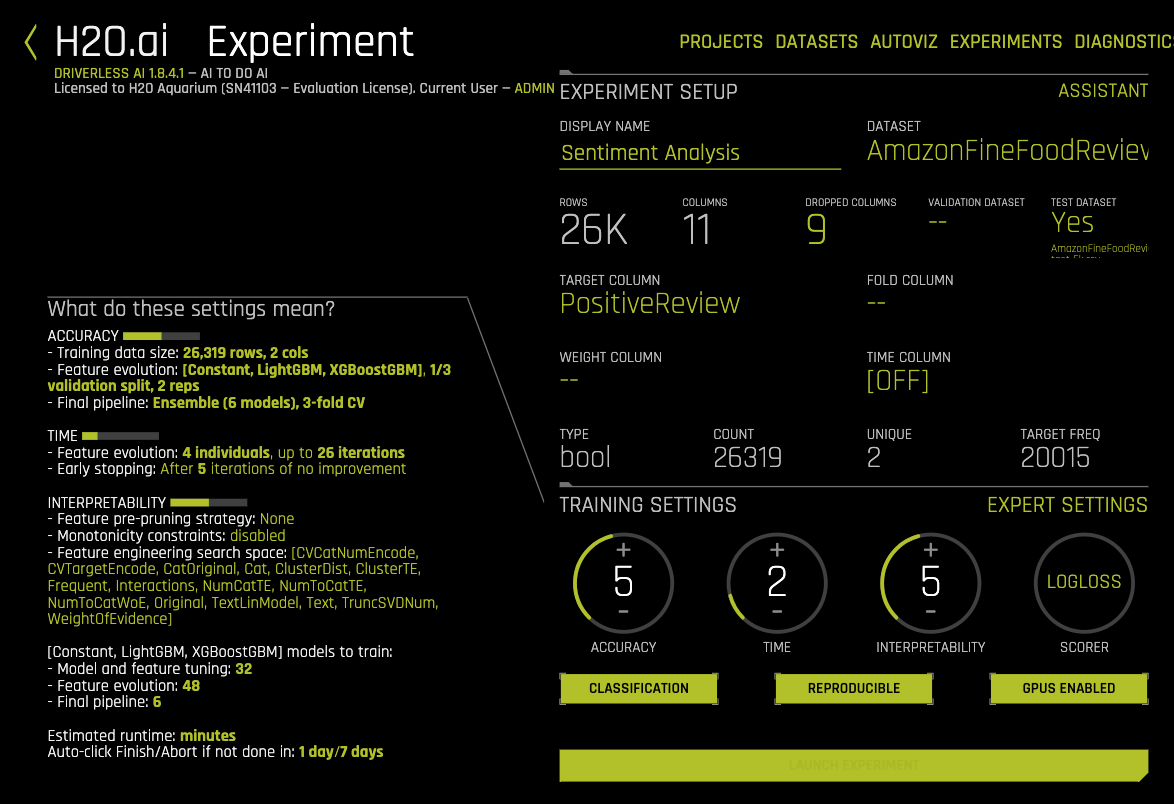 H2O.ai Experiment
DRIVERLESS AI 1.8.4.1 – AI TO DO AI
Licensed to H2O Aquarium (SN41103 – Evaluation License). Current User – ADMIN
PROJECTS DATASETS AUTOVIZ EXPERIMENTS DIAGNOSTICS
What do these settings mean?
ACCURACY
- Training data size: 26,319 rows, 2 cols
- Feature evolution: [Constant, LightGBM, XGBoostGBM], 1/3
validation split, 2 reps
- Final pipeline: Ensemble (6 models), 3-fold CV
TIME
- Feature evolution: 4 individuals, up to 26 iterations
- Early stopping: After 5 iterations of no improvement
INTERPRETABILITY
- Feature pre-pruning strategy: None
- Monotonicity constraints: disabled
- Feature engineering search space: [CVCatNumEncode,
CVTargetEncode, CatOriginal, Cat, ClusterDist, ClusterTE,
Frequent, Interactions, NumCatTE, NumToCatTE,
NumToCatWoE, Original, TextLinModel, Text, TruncSVDNum,
WeightOfEvidence]
[Constant, LightGBM, XGBoostGBM] models to train:
- Model and feature tuning: 32
- Feature evolution: 48
- Final pipeline: 6
Estimated runtime: minutes
Auto-click Finish/Abort if not done in: 1 day/7 days
EXPERIMENT SETUP ASSISTANT
DISPLAY NAME DATASET
Sentiment Analysis AmazonFineFoodReview
ROWS COLUMNS DROPPED COLUMNS VALIDATION DATASET TEST DATASET
26K 11 9 -- Yes
AmazonFineFoodRevi
TARGET COLUMN FOLD COLUMN
PositiveReview --
WEIGHT COLUMN TIME COLUMN
-- [OFF]
TYPE COUNT UNIQUE TARGET FREQ
bool 26319 2 20015
TRAINING SETTINGS EXPERT SETTINGS
+ + +
5 2 5 LOGLOSS
- - -
ACCURACY TIME INTERPRETABILITY SCORER
CLASSIFICATION REPRODUCIBLE GPUS ENABLED
LAUNCH EXPERIMENT